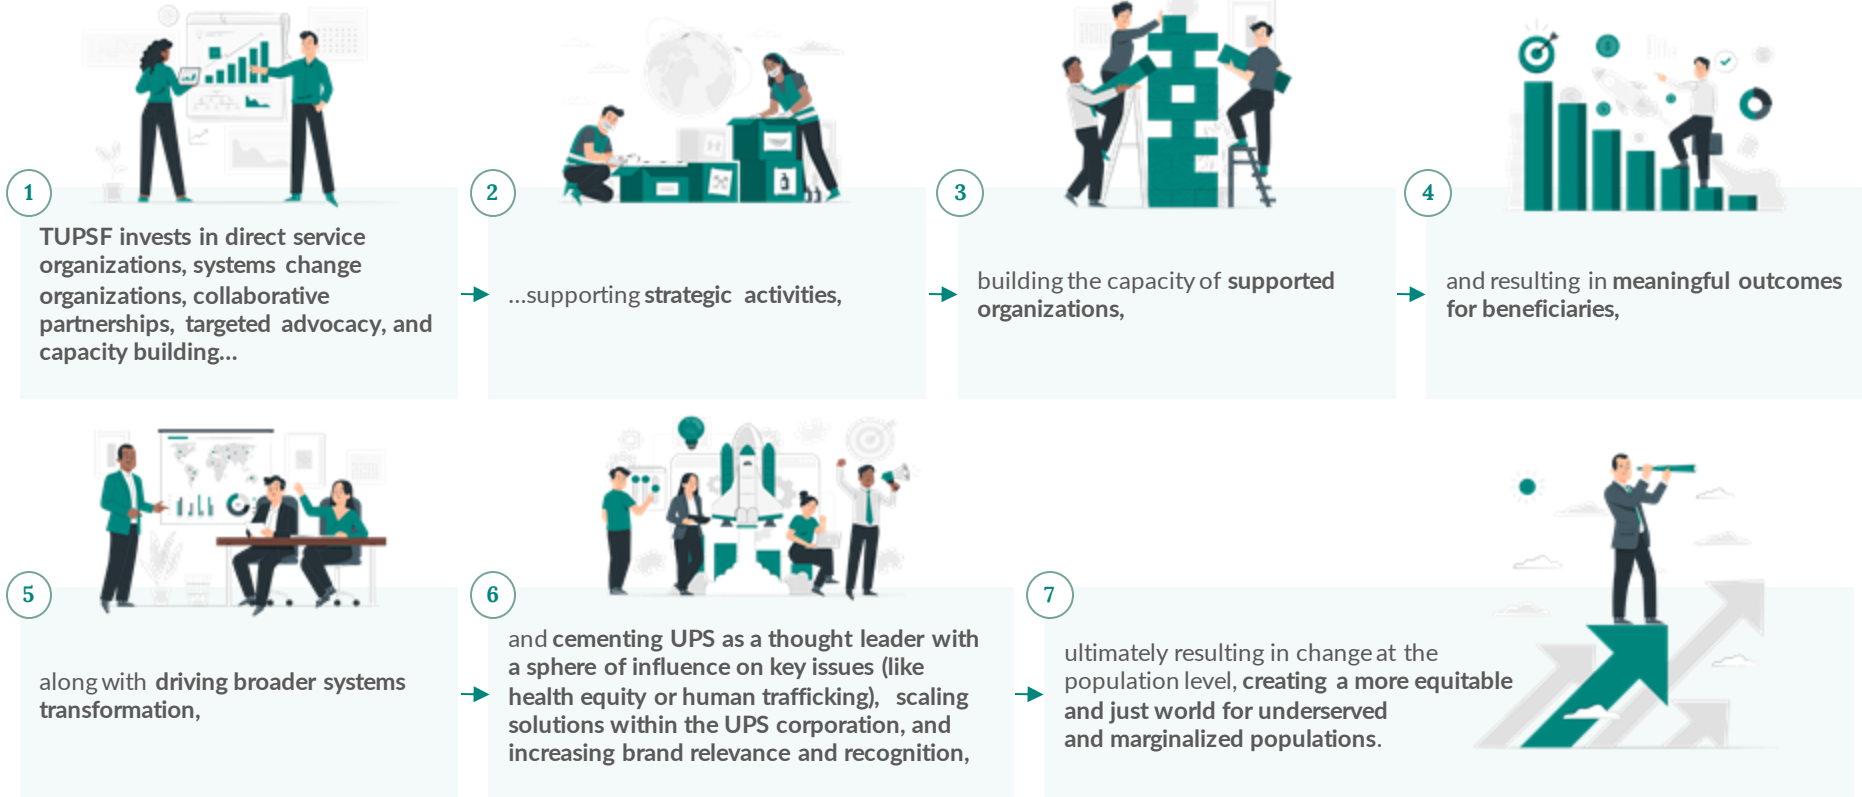 1
TUPSF invests in direct service
organizations, systems change
organizations, collaborative
partnerships, targeted advocacy, and
capacity building...
2
...supporting strategic activities,
3
building the capacity of supported
organizations,
4
and resulting in meaningful outcomes
for beneficiaries,
5
along with driving broader systems
transformation,
6
and cementing UPS as a thought leader with
a sphere of influence on key issues (like
health equity or human trafficking), scaling
solutions within the UPS corporation, and
increasing brand relevance and recognition,
7
ultimately resulting in change at the
population level, creating a more equitable
and just world for underserved
and marginalized populations.